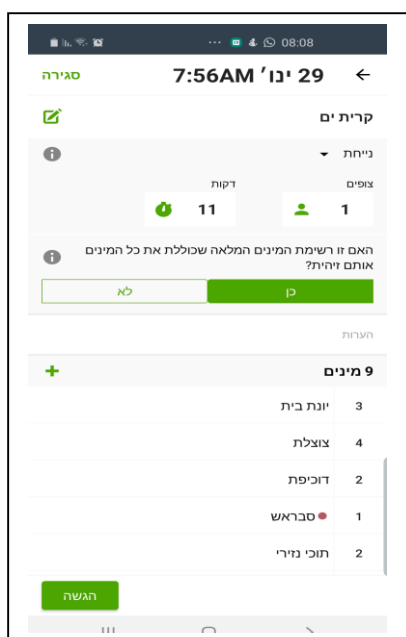 08:08
29 ינו׳ 7:56AM
סגירה
קרית ים
נייחת
צופים
דקות
1
11
האם זו רשימת המינים המלאה שכוללת את כל המינים
אותם זיהית?
כן
לא
הערות
9 מינים
3 יונת בית
4 צוצלת
2 דוכיפת
1 סבראש
2 תוכי נזירי
הגשה